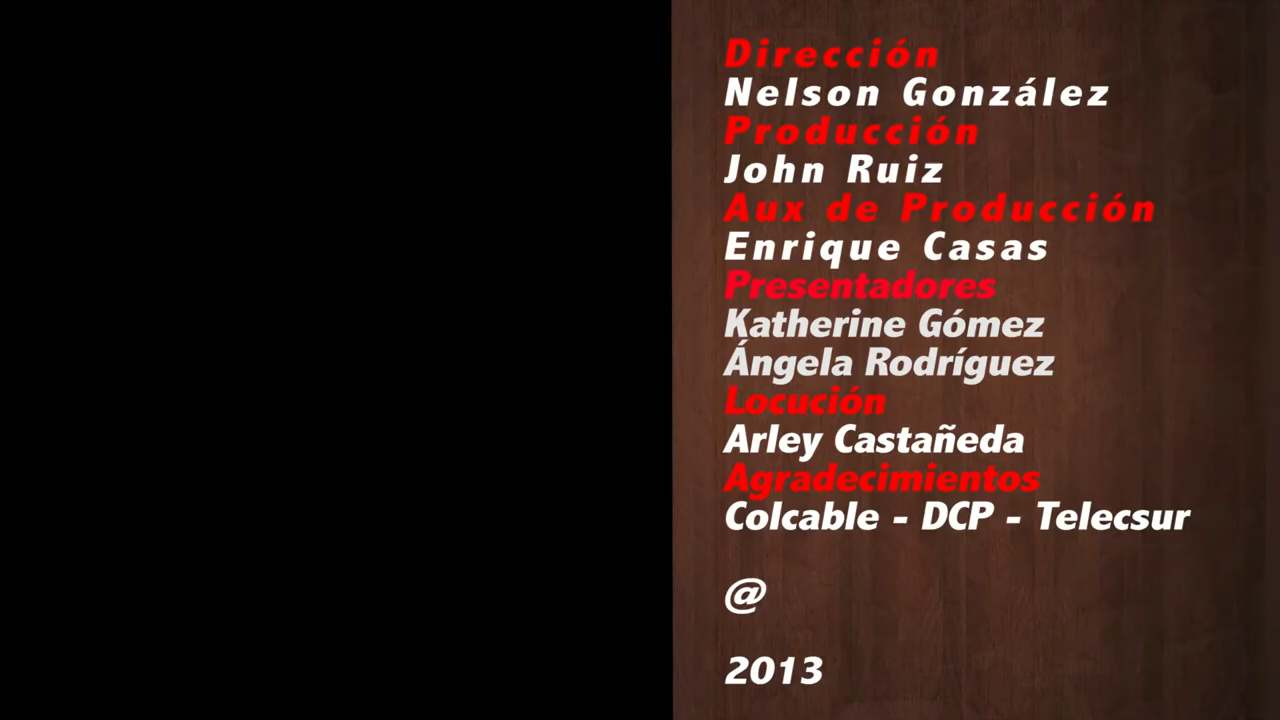 Dirección
Nelson González
Producción
John Ruiz
Aux de Producción
Enrique Casas
Presentadores
Katherine Gómez
Ángela Rodríguez
Locución
Arley Castañeda
Agradecimientos
Colcable - DCP - Telecsur
@
2013